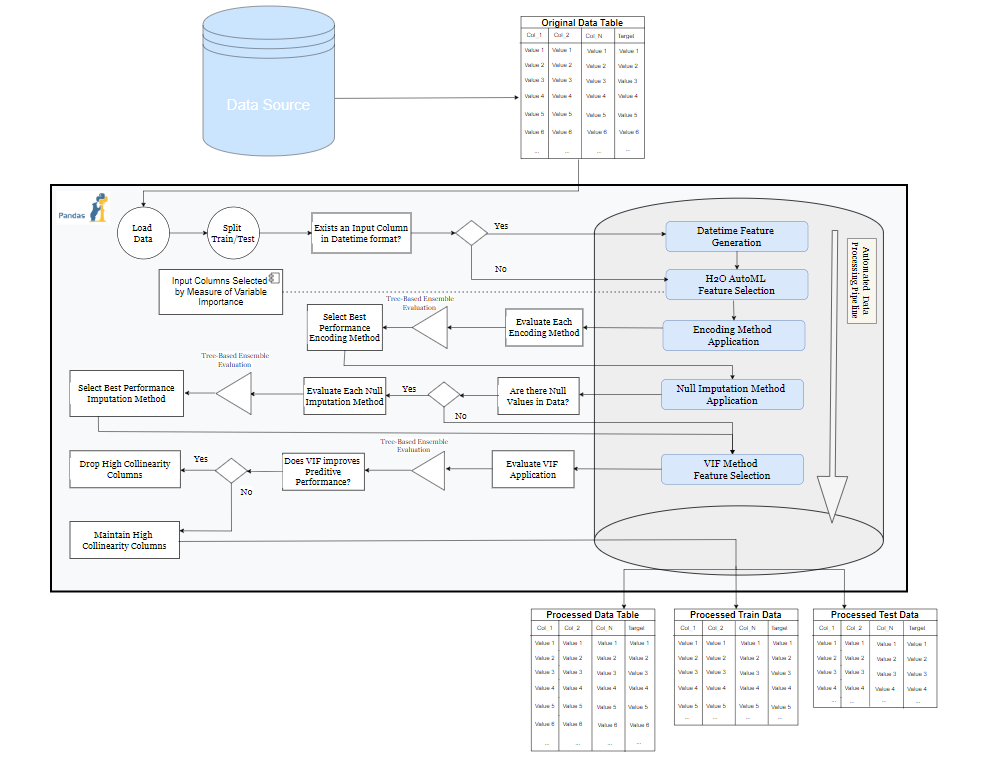 Data Source
Original Data Table
Col_1 Col_2 Col_N Target
Value 1 Value 1 Value 1 Value 1
Value 2 Value 2 Value 2 Value 2
Value 3 Value 3 Value 3 Value 3
Value 4 Value 4 Value 4 Value 4
Value 5 Value 5 Value 5 Value 5
Value 6 Value 6 Value 6 Value 6
... ... ...
Pandas
Load
Data
Split
Train/Test
Exists an Input Column
in Datetime format?
Yes
No
Datetime Feature
Generation
Input Columns Selected
by Measure of Variable
Importance
H2O AutoML
Feature Selection
Automated Data
Processing Pipeline
Tree-Based Ensemble
Evaluation
Select Best
Performance
Encoding Method
Evaluate Each
Encoding Method
Encoding Method
Application
Tree-Based Ensemble
Evaluation
Select Best Performance
Imputation Method
Evaluate Each Null
Imputation Method
Yes
No
Are there Null
Values in Data?
Null Imputation Method
Application
Tree-Based Ensemble
Evaluation
Drop High Collinearity
Columns
Yes
No
Does VIF improves
Preditive
Performance?
Evaluate VIF
Application
VIF Method
Feature Selection
Maintain High
Collinearity Columns
Processed Data Table
Col_1 Col_2 Col_N Target
Value 1 Value 1 Value 1 Value 1
Value 2 Value 2 Value 2 Value 2
Value 3 Value 3 Value 3 Value 3
Value 4 Value 4 Value 4 Value 4
Value 5 Value 5 Value 5 Value 5
Value 6 Value 6 Value 6 Value 6
... ... ...
Processed Train Data
Col_1 Col_2 Col_N Target
Value 1 Value 1 Value 1 Value 1
Value 2 Value 2 Value 2 Value 2
Value 3 Value 3 Value 3 Value 3
Value 4 Value 4 Value 4 Value 4
Value 5 Value 5 Value 5 Value 5
... ... ...
Processed Test Data
Col_1 Col_2 Col_N Target
Value 1 Value 1 Value 1 Value 1
Value 2 Value 2 Value 2 Value 2
Value 3 Value 3 Value 3 Value 3
Value 4 Value 4 Value 4 Value 4
... ... ...